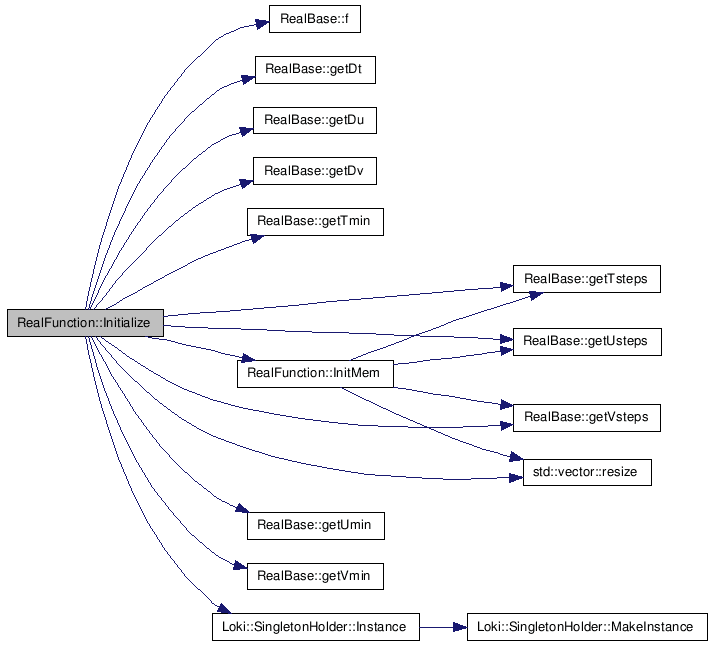 RealBase::f
RealBase::getDt
RealBase::getDu
RealBase::getDv
RealBase::getTmin
RealBase::getTsteps
RealFunction::Initialize
RealBase::getUsteps
RealFunction::InitMem
RealBase::getVsteps
std::vector::resize
RealBase::getUmin
RealBase::getVmin
Loki::SingletonHolder::Instance
Loki::SingletonHolder::MakeInstance